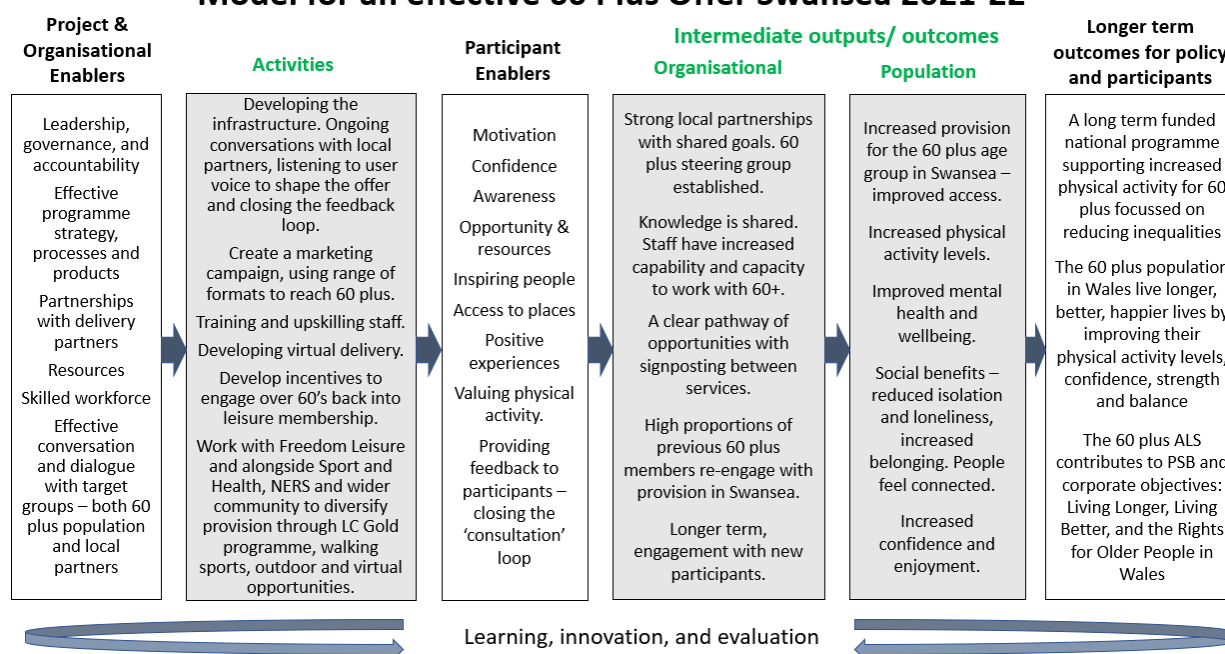 Model for an effective 60 Plus Offer Swansea 2021-22
Project &
Organisational
Enablers
Leadership,
governance, and
accountability
Effective
programme
strategy,
processes and
products
Partnerships
with delivery
partners
Resources
Skilled workforce
Effective
conversation
and dialogue
with target
groups – both 60
plus population
and local
partners
Activities
Developing the
infrastructure. Ongoing
conversations with local
partners, listening to user
voice to shape the offer
and closing the feedback
loop.
Create a marketing
campaign, using range of
formats to reach 60 plus.
Training and upskilling staff.
Developing virtual delivery.
Develop incentives to
engage over 60’s back into
leisure membership.
Work with Freedom Leisure
and alongside Sport and
Health, NERS and wider
community to diversify
provision through LC Gold
programme, walking
sports, outdoor and virtual
opportunities.
Participant
Enablers
Motivation
Confidence
Awareness
Opportunity &
resources
Inspiring people
Access to places
Positive
experiences
Valuing physical
activity.
Providing
feedback to
participants –
closing the
‘consultation’
loop
Intermediate outputs/ outcomes
Organisational
Strong local partnerships
with shared goals. 60
plus steering group
established.
Knowledge is shared.
Staff have increased
capability and capacity
to work with 60+.
A clear pathway of
opportunities with
signposting between
services.
High proportions of
previous 60 plus
members re-engage with
provision in Swansea.
Longer term,
engagement with new
participants.
Population
Increased provision
for the 60 plus age
group in Swansea –
improved access.
Increased physical
activity levels.
Improved mental
health and
wellbeing.
Social benefits –
reduced isolation
and loneliness,
increased
belonging. People
feel connected.
Increased
confidence and
enjoyment.
Longer term
outcomes for policy
and participants
A long term funded
national programme
supporting increased
physical activity for 60
plus focussed on
reducing inequalities
The 60 plus population
in Wales live longer,
better, happier lives by
improving their
physical activity levels,
confidence, strength
and balance
The 60 plus ALS
contributes to PSB and
corporate objectives:
Living Longer, Living
Better, and the Rights
for Older People in
Wales
Learning, innovation, and evaluation